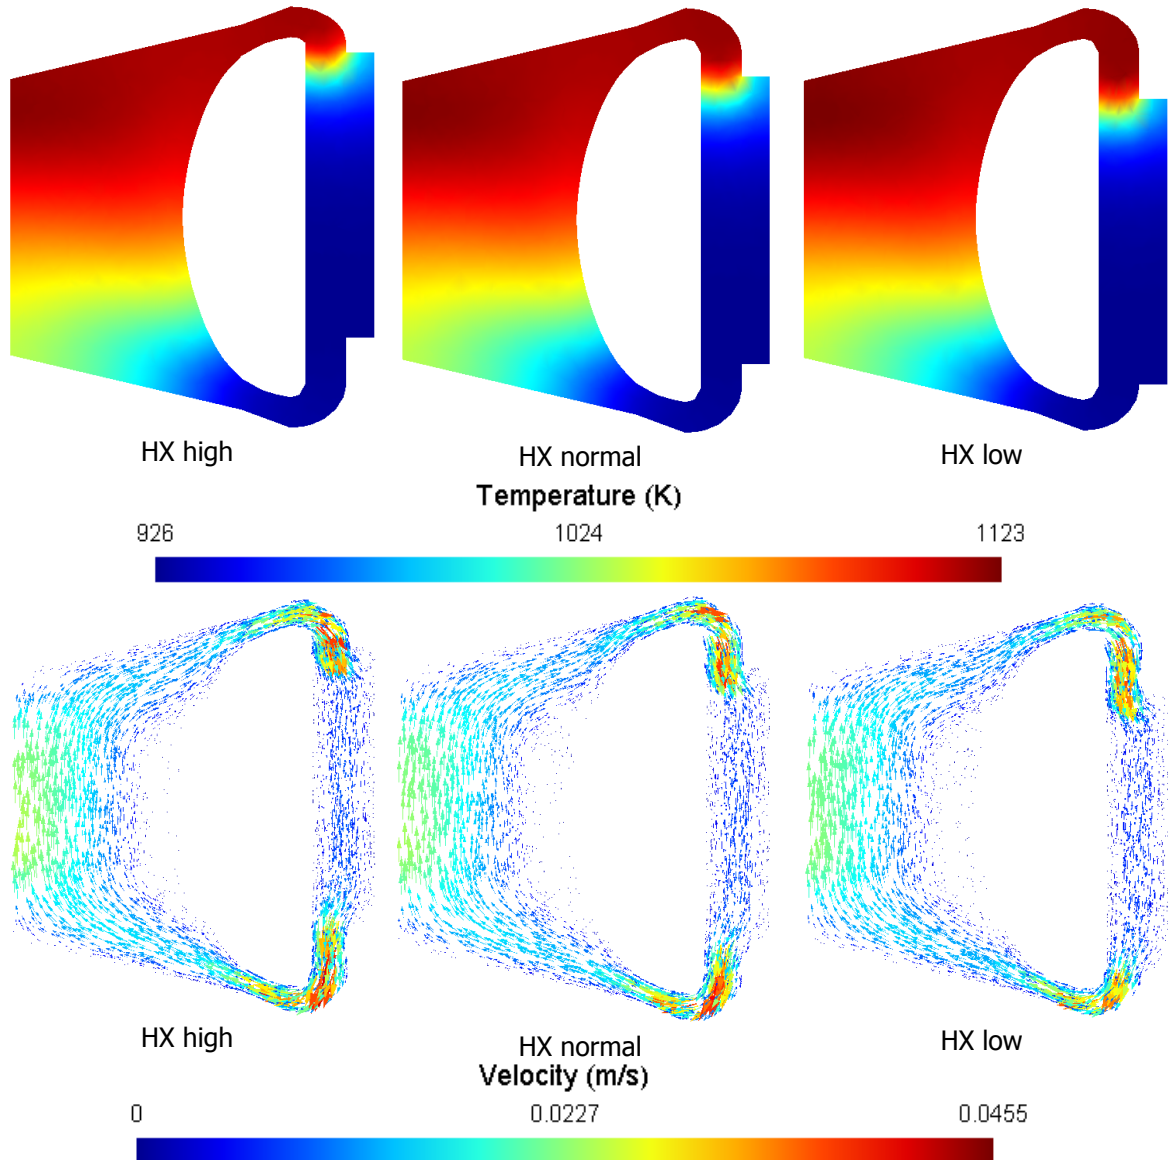 HX high
HX normal
HX low
Temperature (K)
926 1024 1123
HX high
HX normal
HX low
Velocity (m/s)
0 0.0227 0.0455